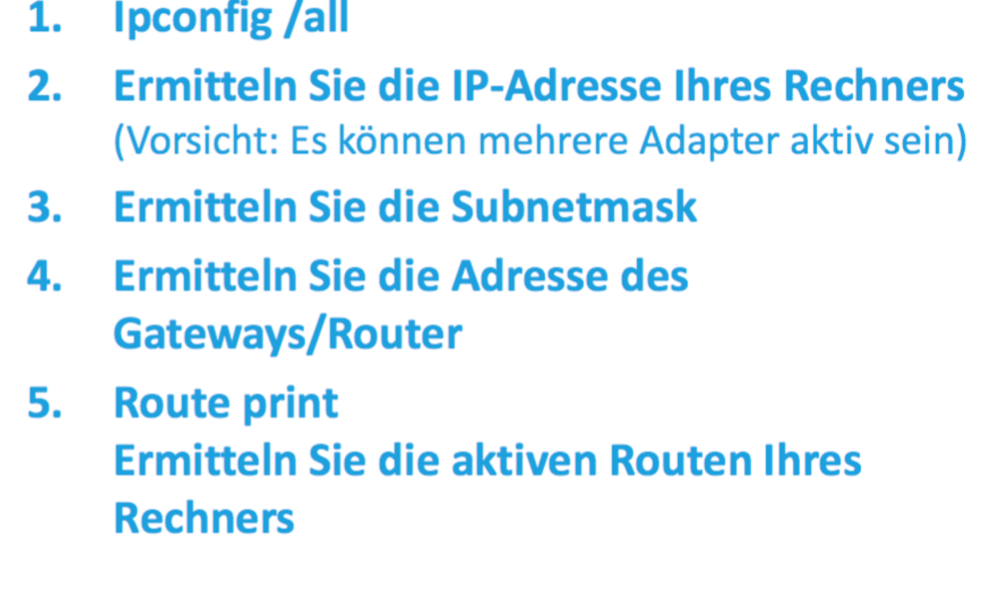 1. Ipconfig /all
2. Ermitteln Sie die IP-Adresse Ihres Rechners
(Vorsicht: Es können mehrere Adapter aktiv sein)
3. Ermitteln Sie die Subnetmask
4. Ermitteln Sie die Adresse des
Gateways/Router
5. Route print
Ermitteln Sie die aktiven Routen Ihres
Rechners